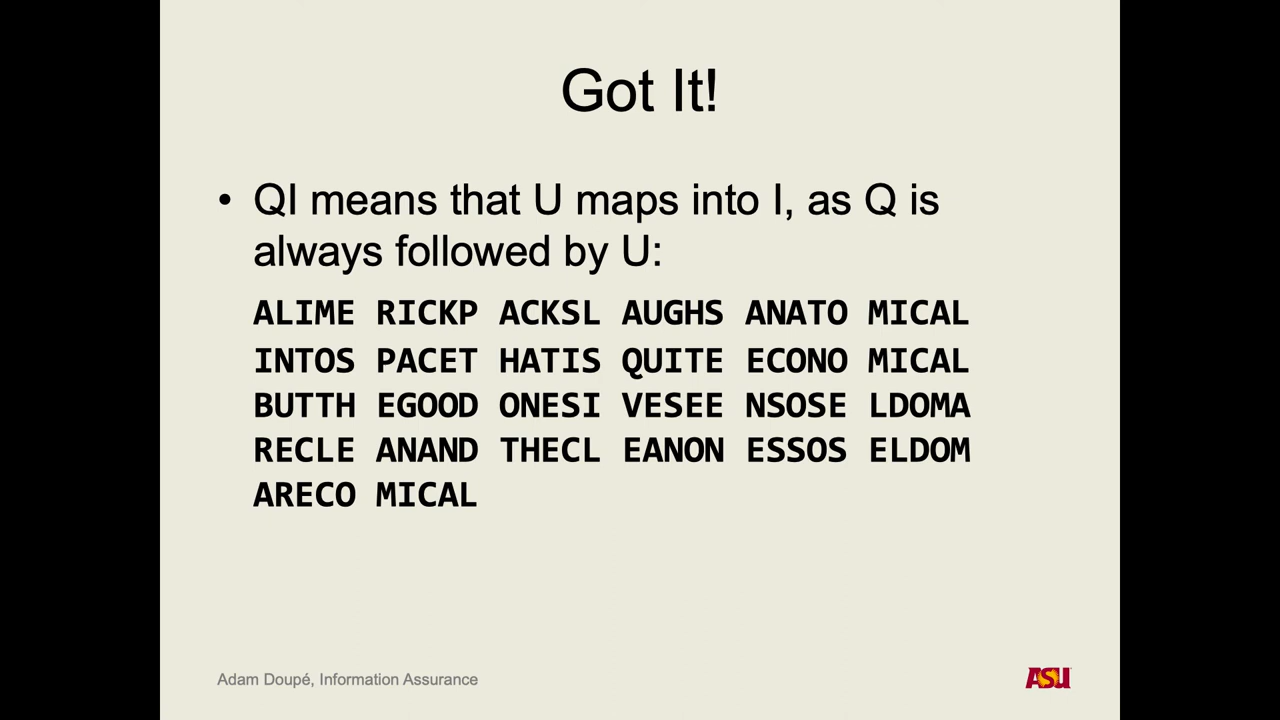 Got It!
• QI means that U maps into I, as Q is
always followed by U:
ALIME RICKP ACKSL AUGHS ANATO MICAL
INTOS PACET HATIS QUITE ECONO MICAL
BUTTH EGOOD ONESI VESEE NSOSE LDOMA
RECLE ANAND THECL EANON ESSOS ELDOM
ARECO MICAL
Adam Doupé, Information Assurance
ASU